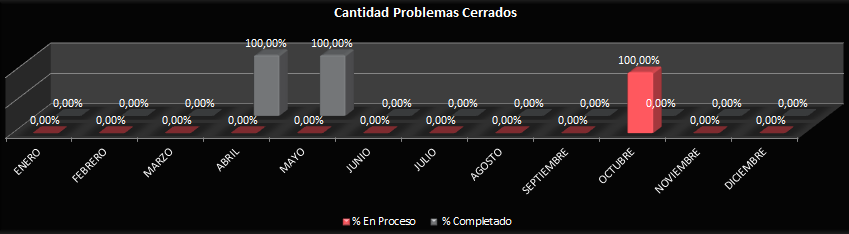 Cantidad Problemas Cerrados
100,00% 100,00%
100,00%
0,00% 0,00% 0,00% 0,00% 0,00% 0,00% 0,00% 0,00% 0,00% 0,00%
0,00% 0,00% 0,00% 0,00% 0,00% 0,00% 0,00% 0,00% 0,00% 0,00% 0,00%
ENERO FEBRERO MARZO ABRIL MAYO JUNIO JULIO AGOSTO SEPTIEMBRE OCTUBRE NOVIEMBRE DICIEMBRE
% En Proceso % Completado